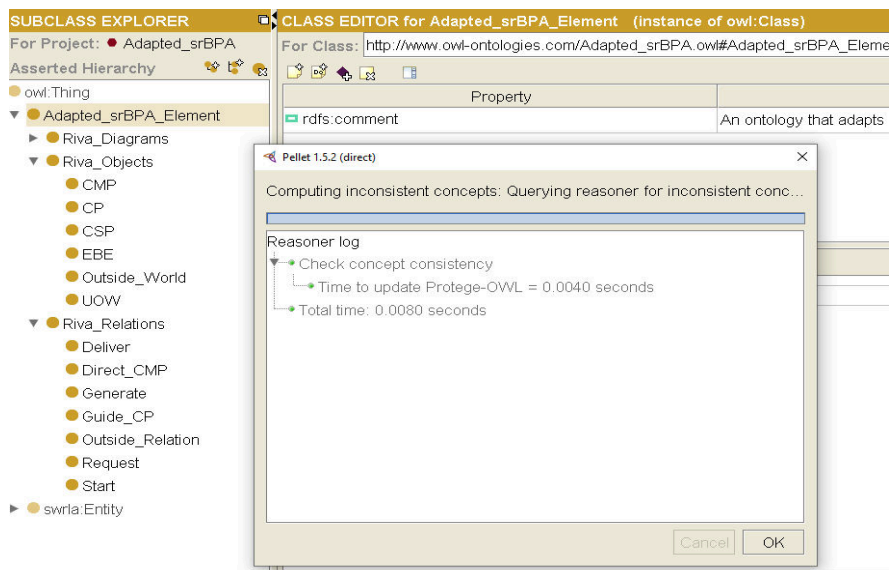 SUBCLASS EXPLORER
For Project: Adapted_srBPA
Asserted Hierarchy
owl:Thing
Adapted_srBPA_Element
Riva_Diagrams
Riva_Objects
CMP
CP
CSP
EBE
Outside_World
UOW
Riva_Relations
Deliver
Direct_CMP
Generate
Guide_CP
Outside_Relation
Request
Start
swrla:Entity
CLASS EDITOR for Adapted_srBPA_Element (instance of owl:Class)
For Class: http://www.owl-ontologies.com/Adapted_srBPA.owl#Adapted_srBPA_Eleme
Property
rdfs:comment An ontology that adapts
Pellet 1.5.2 (direct)
Computing inconsistent concepts: Querying reasoner for inconsistent conc...
Reasoner log
Check concept consistency
Time to update Protege-OWL = 0.0040 seconds
Total time: 0.0080 seconds
Cancel OK